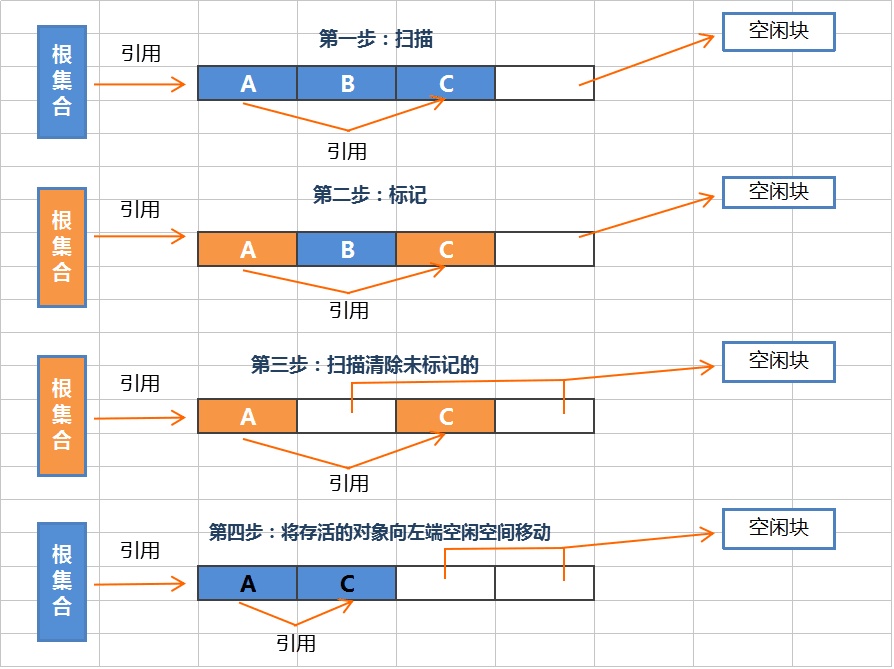 第一步：扫描
空闲块
根集合
引用
A B C
引用
第二步：标记
空闲块
根集合
引用
A B C
引用
第三步：扫描清除未标记的
空闲块
根集合
引用
A C
引用
第四步：将存活的对象向左端空闲空间移动
空闲块
根集合
引用
A C
引用